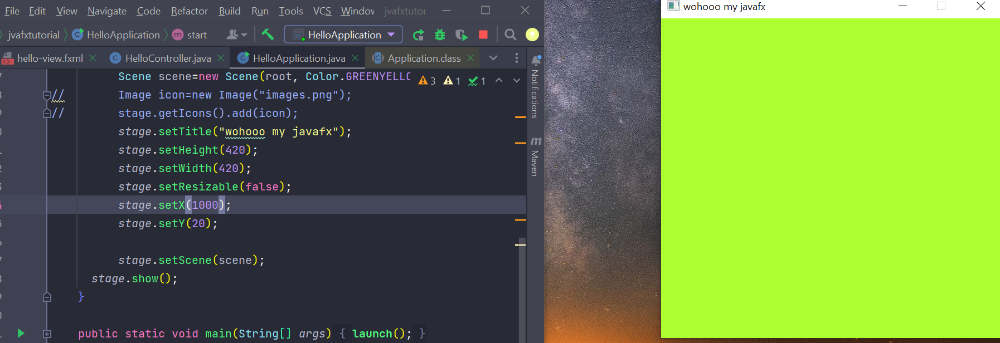 File Edit View Navigate Code Refactor Build Run Tools VCS Window jvafxtutor
jvafxtutorial HelloApplication m start HelloApplication
hello-view.fxml HelloController.java HelloApplication.java Application.class
Scene scene=new Scene(root, Color.GREENYELLO 3 1 1
// Image icon=new Image("images.png");
// stage.getIcons().add(icon);
stage.setTitle("wohooo my javafx");
stage.setHeight(420);
stage.setWidth(420);
stage.setResizable(false);
stage.setX(1000);
stage.setY(20);
stage.setScene(scene);
stage.show();
}
public static void main(String[] args) { launch(); }
Notifications
m Maven
wohooo my javafx